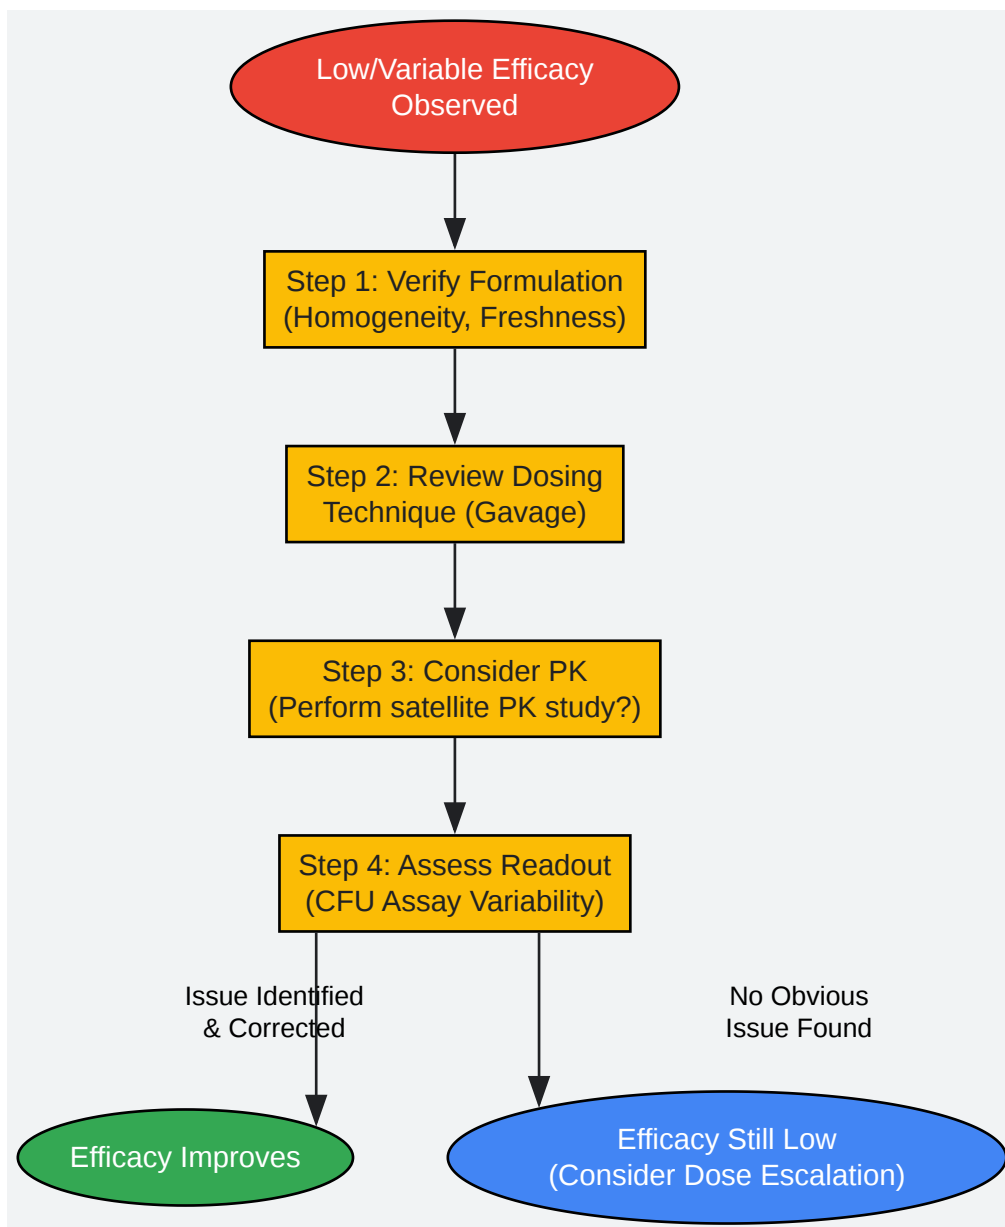 Low/Variable Efficacy
Observed
Step 1: Verify Formulation
(Homogeneity, Freshness)
Step 2: Review Dosing
Technique (Gavage)
Step 3: Consider PK
(Perform satellite PK study?)
Step 4: Assess Readout
(CFU Assay Variability)
Issue Identified
& Corrected
No Obvious
Issue Found
Efficacy Improves
Efficacy Still Low
(Consider Dose Escalation)